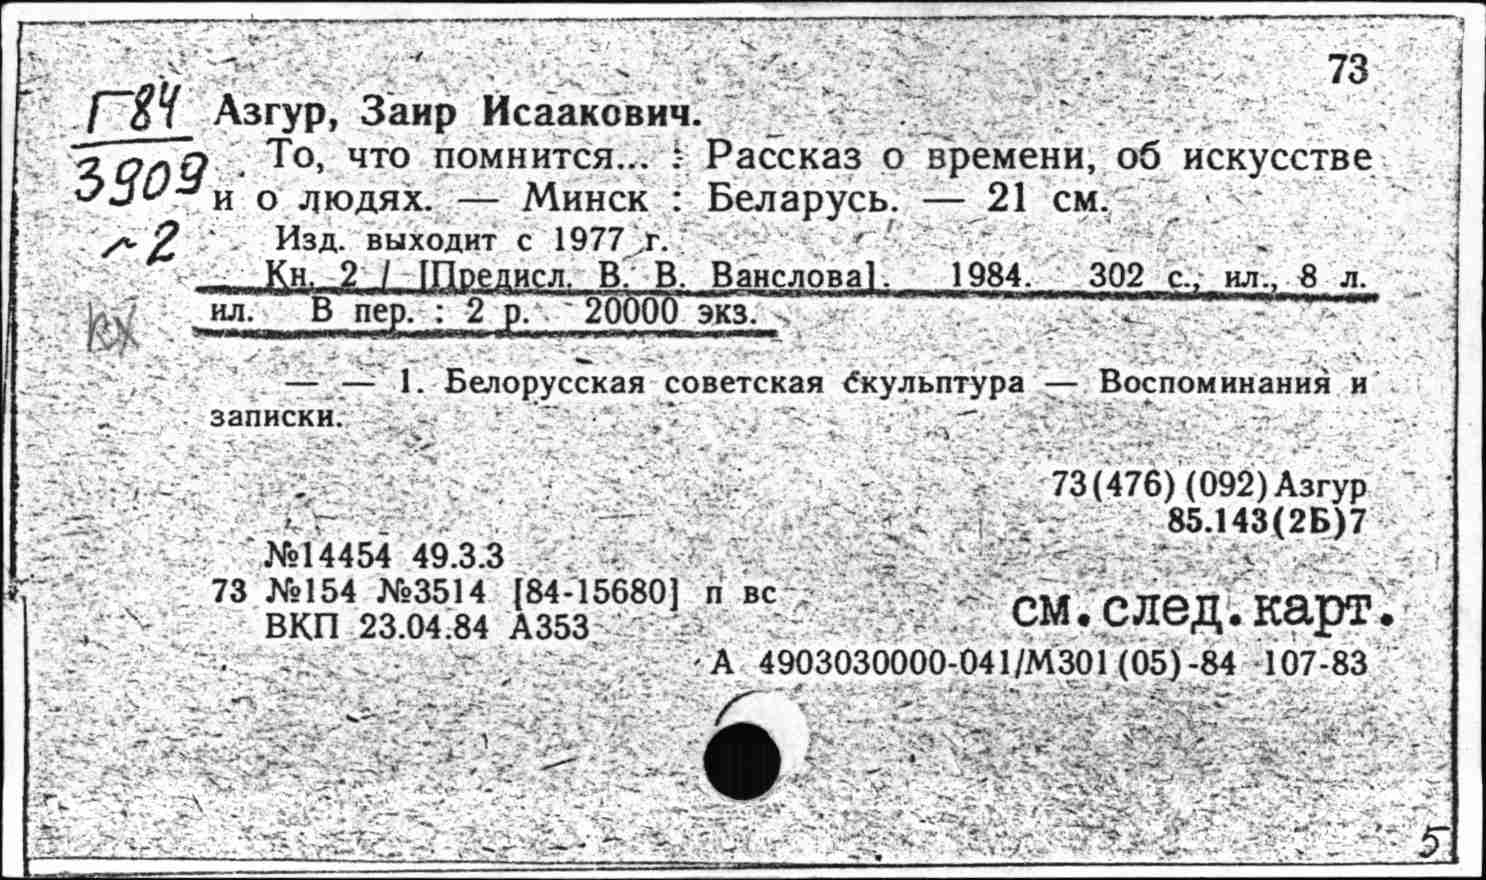 73
Г84 Азгур, Заир Исаакович.
3909 То, что помнится... : Рассказ о времени, об искусстве
и о людях. — Минск : Беларусь. — 21 см.
~2 Изд. выходит с 1977 г.
Кн. 2 / [Предисл. В. В. Ванслова]. 1984. 302 с., ил., 8 л.
ил. В пер. : 2 р. 20000 экз.
кх
— — 1. Белорусская советская скульптура — Воспоминания и
записки.
73(476)(092) Азгур
85.143(2Б)7
№14454 49.3.3
73 №154 №3514 [84-15680] п вс
см.след.карт.
ВКП 23.04.84 А353
А 4903030000-041/М301(05)-84 107-83
5